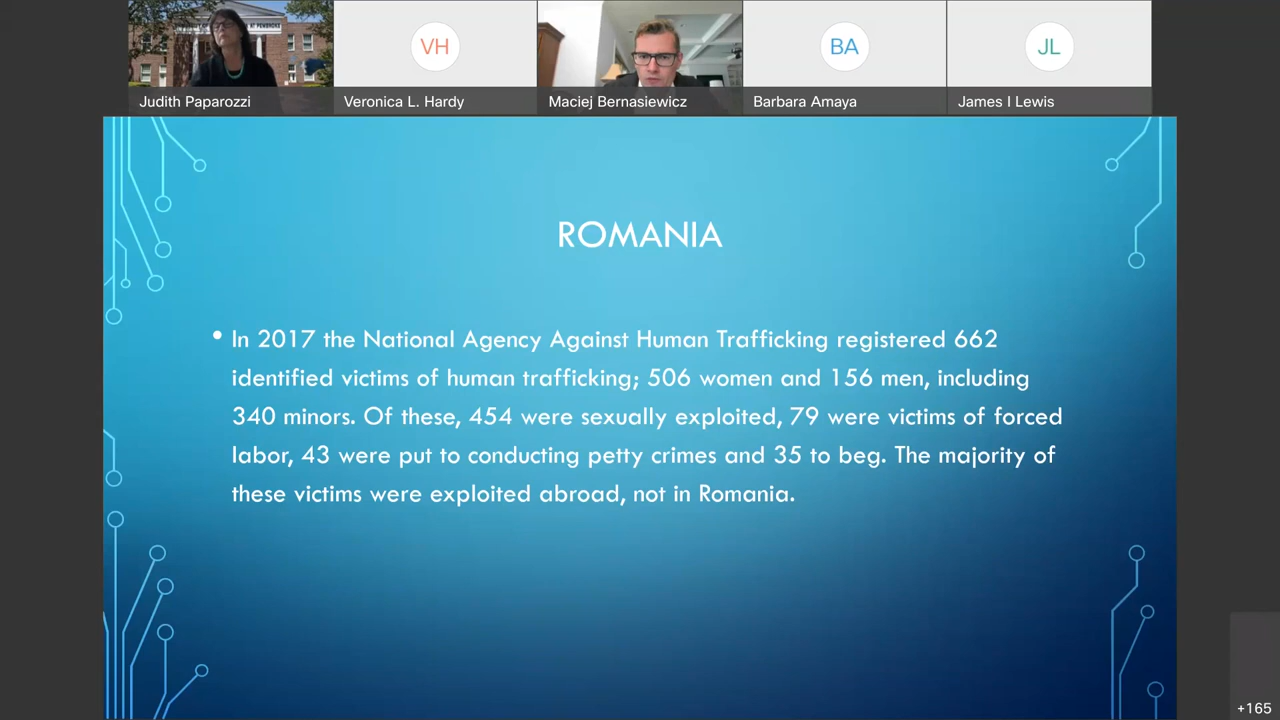 Judith Paparozzi
VH
Veronica L. Hardy
Maciej Bernasiewicz
BA
Barbara Amaya
JL
James I Lewis
ROMANIA
• In 2017 the National Agency Against Human Trafficking registered 662
identified victims of human trafficking; 506 women and 156 men, including
340 minors. Of these, 454 were sexually exploited, 79 were victims of forced
labor, 43 were put to conducting petty crimes and 35 to beg. The majority of
these victims were exploited abroad, not in Romania.
+165